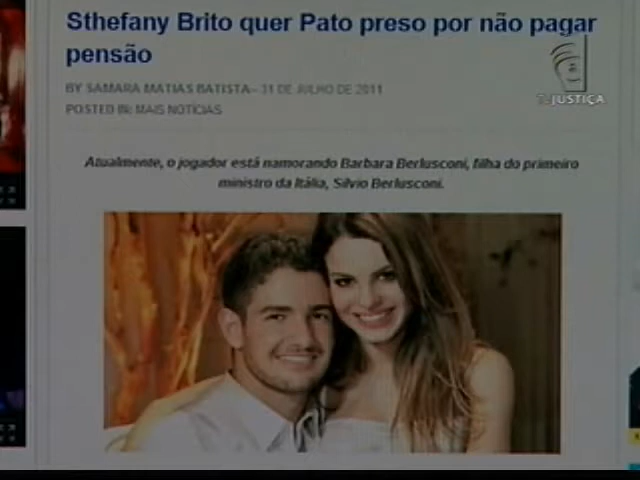 Sthefany Brito quer Pato preso por não pagar
pensão
BY SAMARA MATIAS BATISTA– 31 DE JULHO DE 2011
POSTED IN: MAIS NOTÍCIAS
TVJUSTIÇA
Atualmente, o jogador está namorando Barbara Berlusconi, filha do primeiro
ministro da Itália, Silvio Berlusconi.